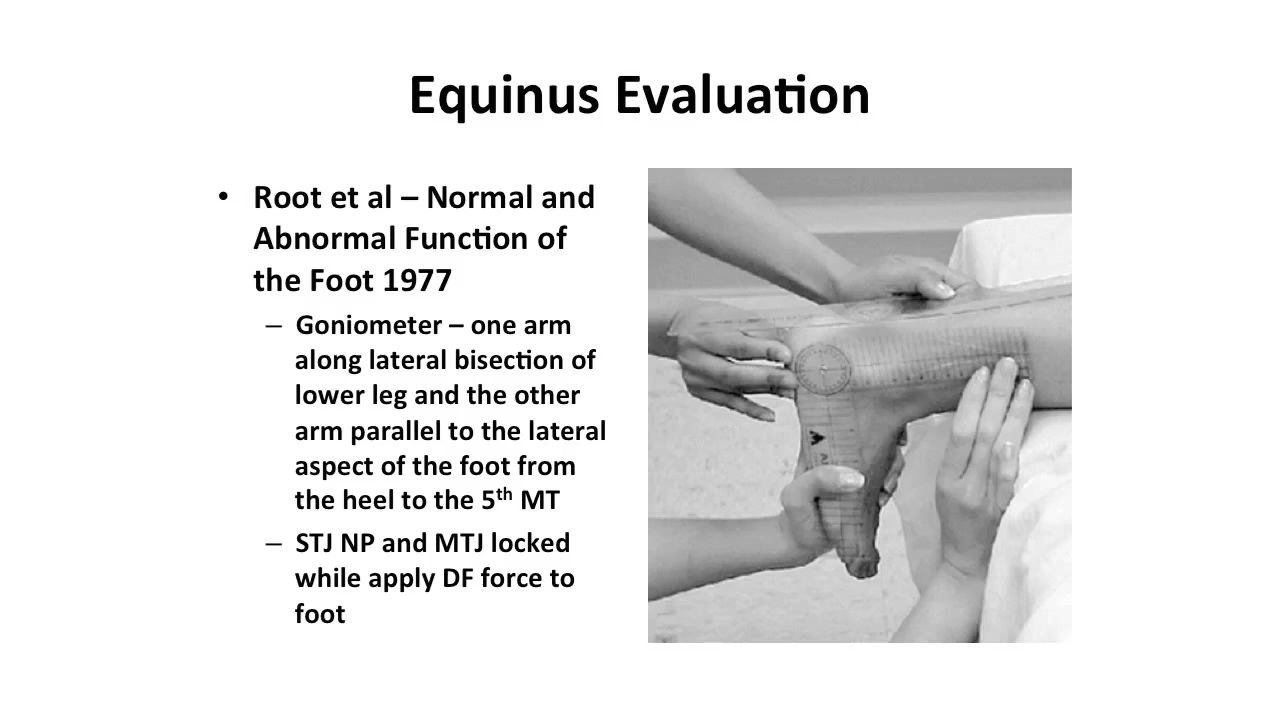 Equinus Evaluation
• Root et al – Normal and
Abnormal Function of
the Foot 1977
– Goniometer – one arm
along lateral bisection of
lower leg and the other
arm parallel to the lateral
aspect of the foot from
the heel to the 5th MT
– STJ NP and MTJ locked
while apply DF force to
foot